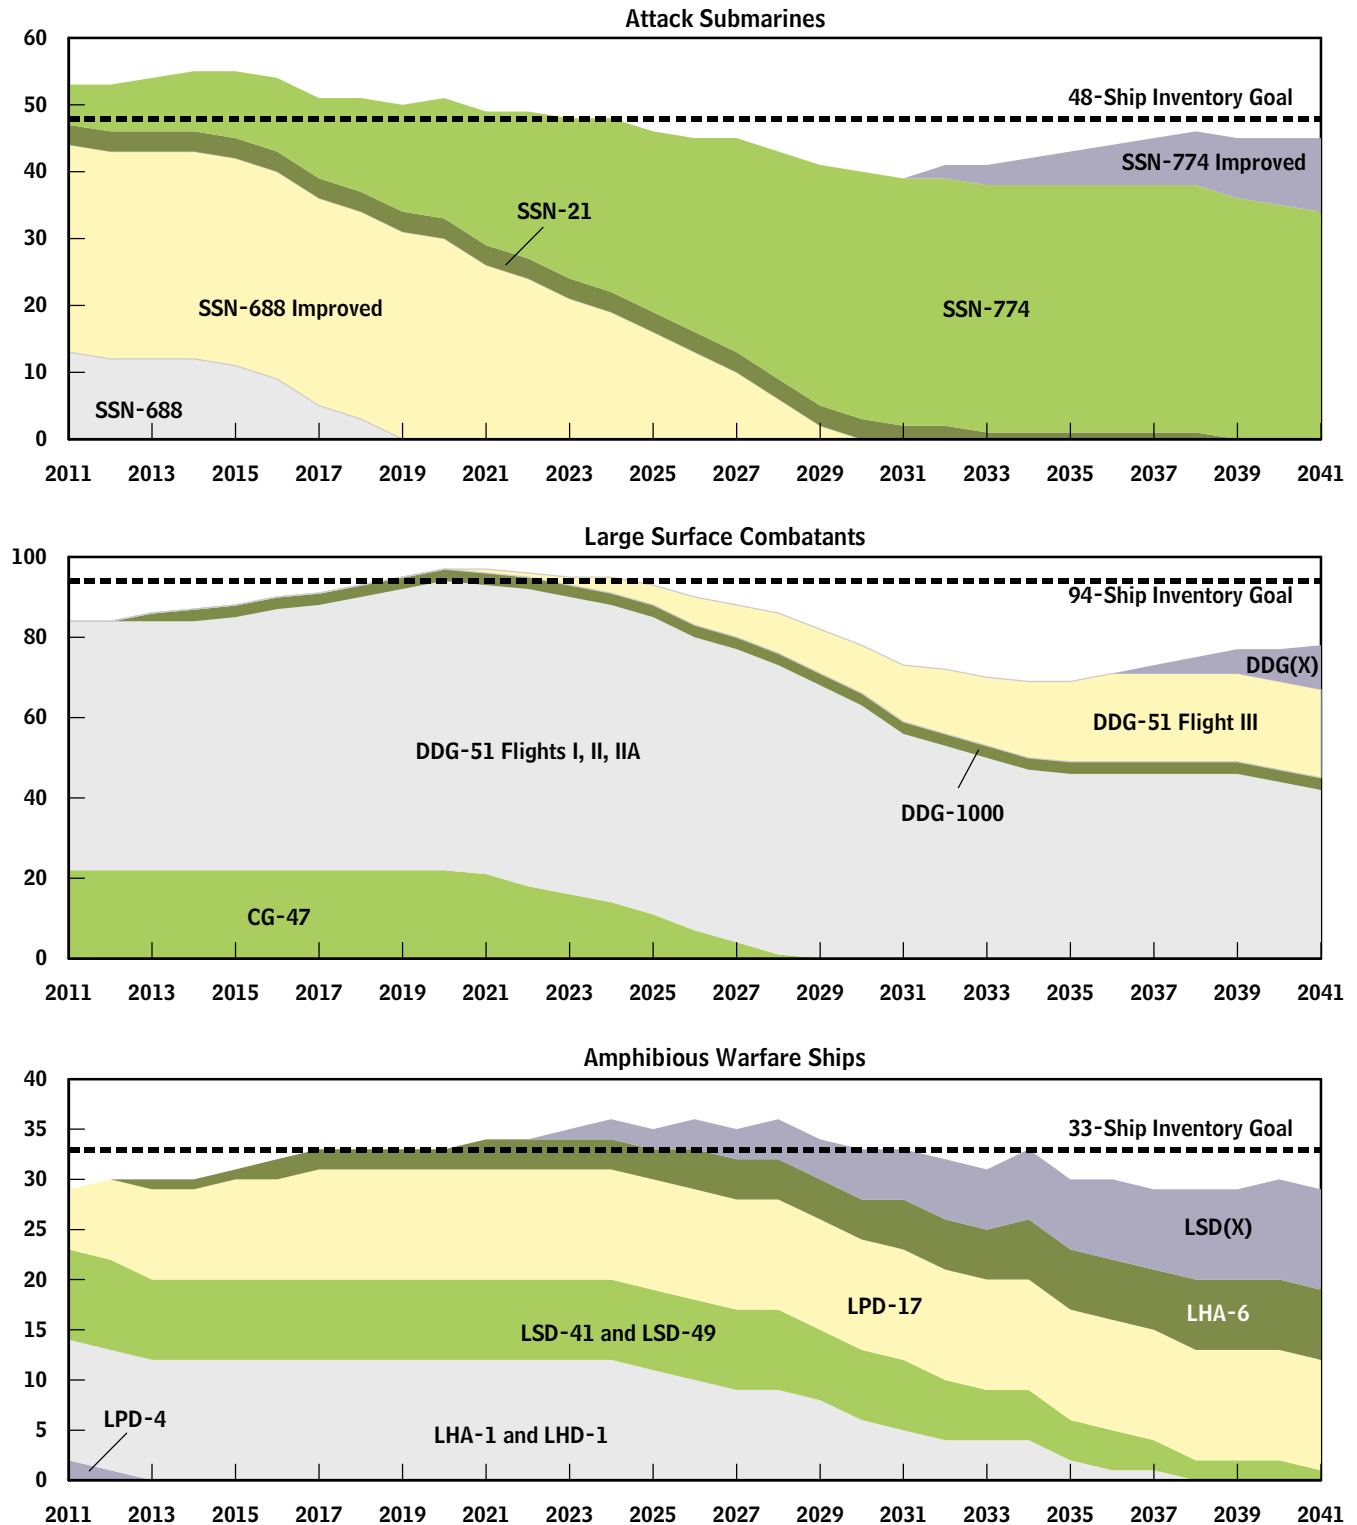 Attack Submarines
60
50
40
30
20
10
0
48-Ship Inventory Goal
SSN-774 Improved
SSN-21
SSN-688 Improved
SSN-774
SSN-688
2011 2013 2015 2017 2019 2021 2023 2025 2027 2029 2031 2033 2035 2037 2039 2041
Large Surface Combatants
100
80
60
40
20
0
94-Ship Inventory Goal
DDG(X)
DDG-51 Flight III
DDG-51 Flights I, II, IIA
DDG-1000
CG-47
2011 2013 2015 2017 2019 2021 2023 2025 2027 2029 2031 2033 2035 2037 2039 2041
Amphibious Warfare Ships
40
35
30
25
20
15
10
5
0
33-Ship Inventory Goal
LSD(X)
LPD-17
LHA-6
LSD-41 and LSD-49
LPD-4
LHA-1 and LHD-1
2011 2013 2015 2017 2019 2021 2023 2025 2027 2029 2031 2033 2035 2037 2039 2041